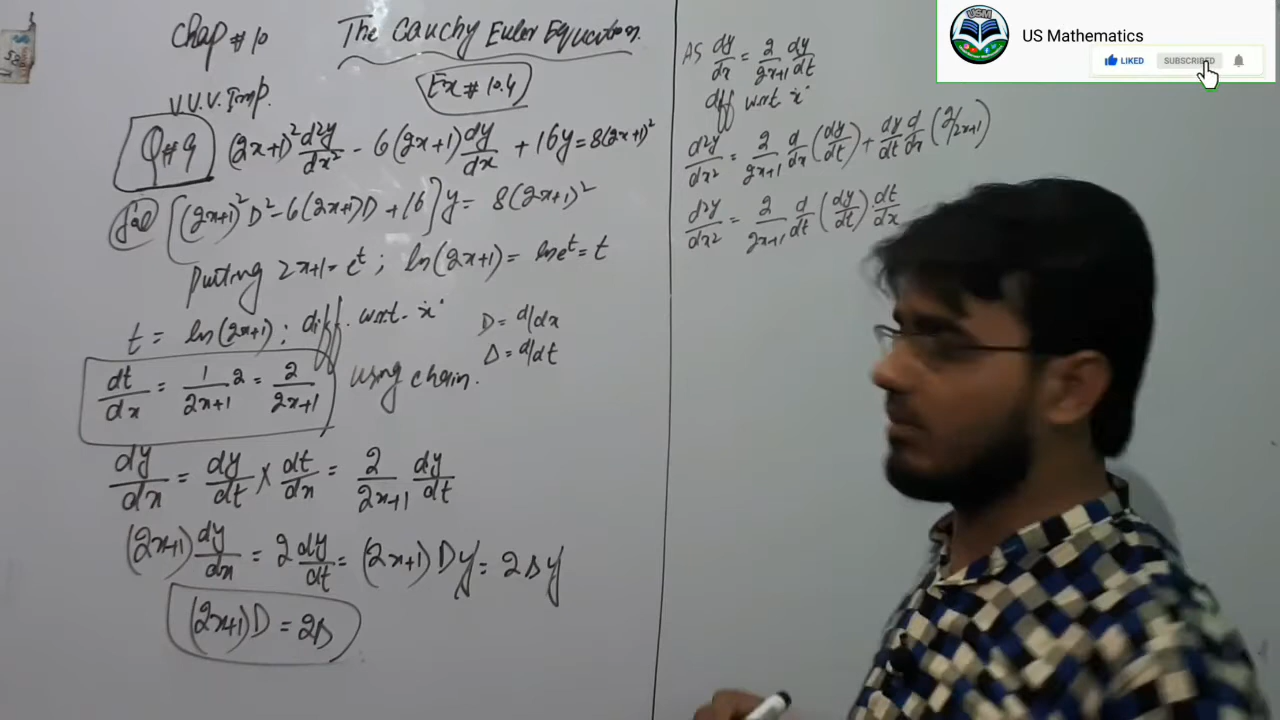 Chap # 10
The Cauchy Euler Equation.
Ex # 10.4
V.V.V.Imp.
Q # 9 (2x+1)² d²y/dx² - 6(2x+1) dy/dx + 16y = 8(2x+1)²
Sol [(2x+1)² D² - 6(2x+1)D + 16]y = 8(2x+1)²
Putting 2x+1 = e^t ; ln(2x+1) = ln e^t = t
t = ln(2x+1) ; diff. w.r.t. 'x'
D = d/dx
Δ = d/dt
dt/dx = 1/(2x+1) 2 = 2/(2x+1) using chain.
dy/dx = dy/dt × dt/dx = 2/(2x+1) dy/dt
(2x+1) dy/dx = 2 dy/dt = (2x+1) D y = 2Δy
(2x+1)D = 2Δ
As dy/dx = 2/(2x+1) dy/dt
diff w.r.t 'x'
d²y/dx² = 2/(2x+1) d/dx (dy/dt) + dy/dt d/dx (2/2x+1)
d²y/dx² = 2/(2x+1) d/dt (dy/dt) · dt/dx
USM
US Mathematics
LIKED
SUBSCRIBED